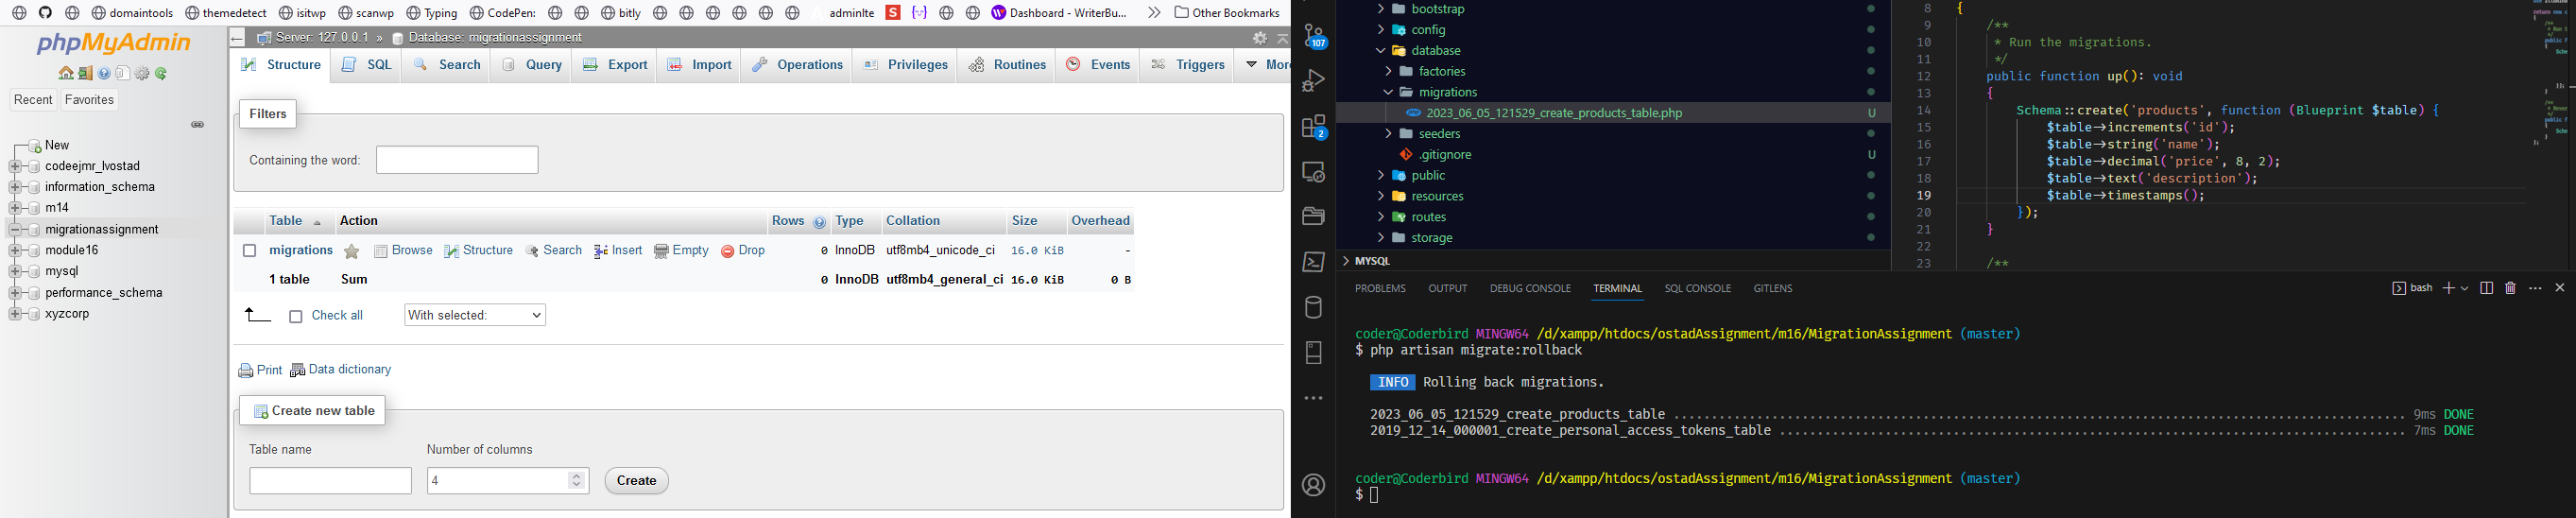 domaintools themedetect isitwp scanwp Typing CodePen: bitly adminlte S Dashboard - WriterBu... Other Bookmarks
phpMyAdmin
Recent Favorites
New
codeejmr_lvostad
information_schema
m14
migrationassignment
module16
mysql
performance_schema
xyzcorp
Server: 127.0.0.1 » Database: migrationassignment
Structure SQL Search Query Export Import Operations Privileges Routines Events Triggers More
Filters
Containing the word:
Table Action Rows Type Collation Size Overhead
migrations Browse Structure Search Insert Empty Drop 0 InnoDB utf8mb4_unicode_ci 16.0 KiB -
1 table Sum 0 InnoDB utf8mb4_general_ci 16.0 KiB 0 B
Check all With selected:
Print Data dictionary
Create new table
Table name Number of columns
4 Create
107
2
bootstrap
config
database
factories
migrations
2023_06_05_121529_create_products_table.php U
seeders
.gitignore U
public
resources
routes
storage
MYSQL
8 {
9 /**
10 * Run the migrations.
11 */
12 public function up(): void
13 {
14 Schema::create('products', function (Blueprint $table) {
15 $table->increments('id');
16 $table->string('name');
17 $table->decimal('price', 8, 2);
18 $table->text('description');
19 $table->timestamps();
20 });
21 }
22
23 /**
PROBLEMS OUTPUT DEBUG CONSOLE TERMINAL SQL CONSOLE GITLENS bash
coder@Coderbird MINGW64 /d/xampp/htdocs/ostadAssignment/m16/MigrationAssignment (master)
$ php artisan migrate:rollback
INFO Rolling back migrations.
2023_06_05_121529_create_products_table ........ 9ms DONE
2019_12_14_000001_create_personal_access_tokens_table ........ 7ms DONE
coder@Coderbird MINGW64 /d/xampp/htdocs/ostadAssignment/m16/MigrationAssignment (master)
$